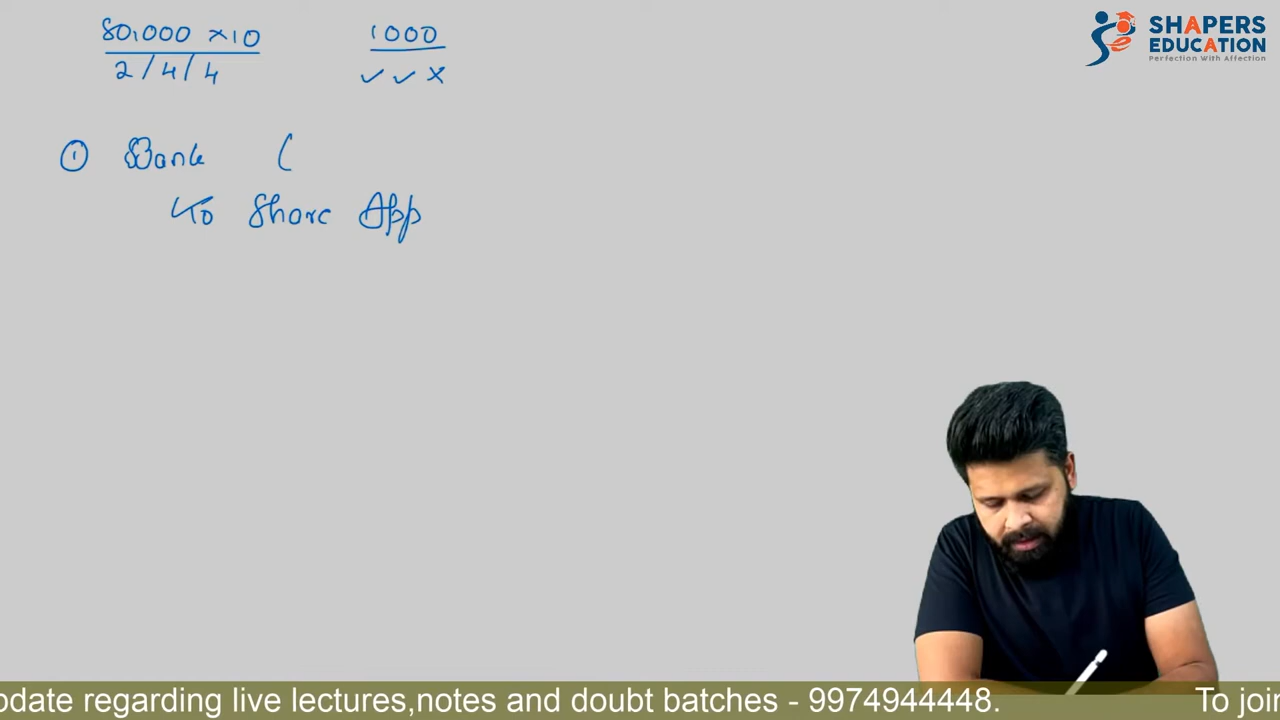 80,000 ×10 1000
2/4/4 ✓ ✓ ×
① Bank (
To Share App
SHAPERS
EDUCATION
Perfection With Affection
pdate regarding live lectures,notes and doubt batches - 9974944448. To join